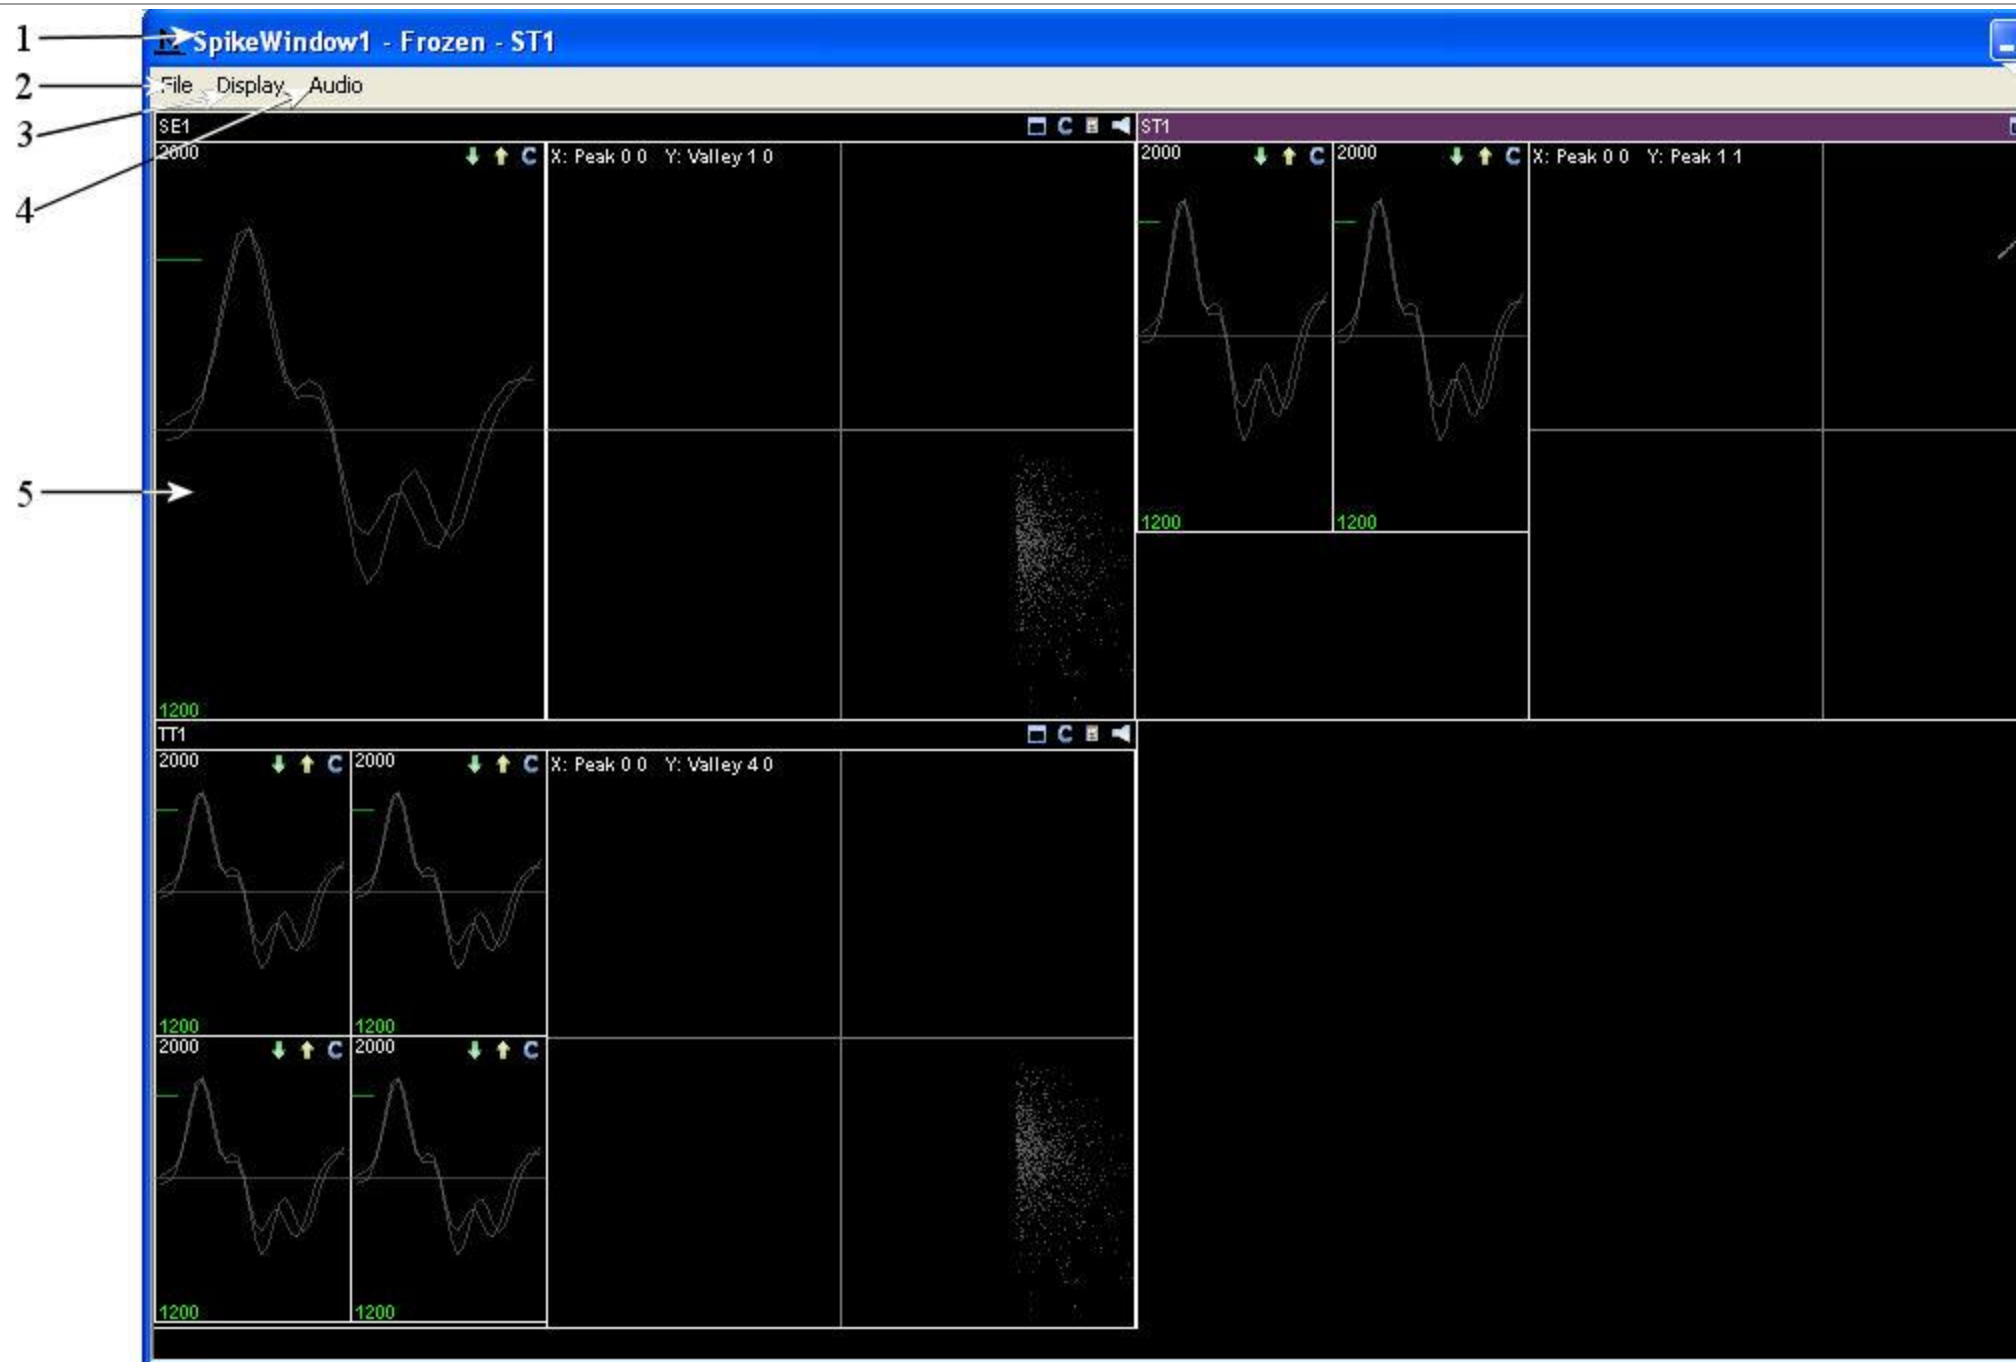 1 SpikeWindow1 - Frozen - ST1
2 File Display Audio
3
SE1 ST1
2000 C X: Peak 0 0 Y: Valley 1 0 2000 C 2000 C X: Peak 0 0 Y: Peak 1 1
4
5
1200 1200
1200
TT1
2000 C 2000 C X: Peak 0 0 Y: Valley 4 0
1200 1200
2000 C 2000 C
1200 1200